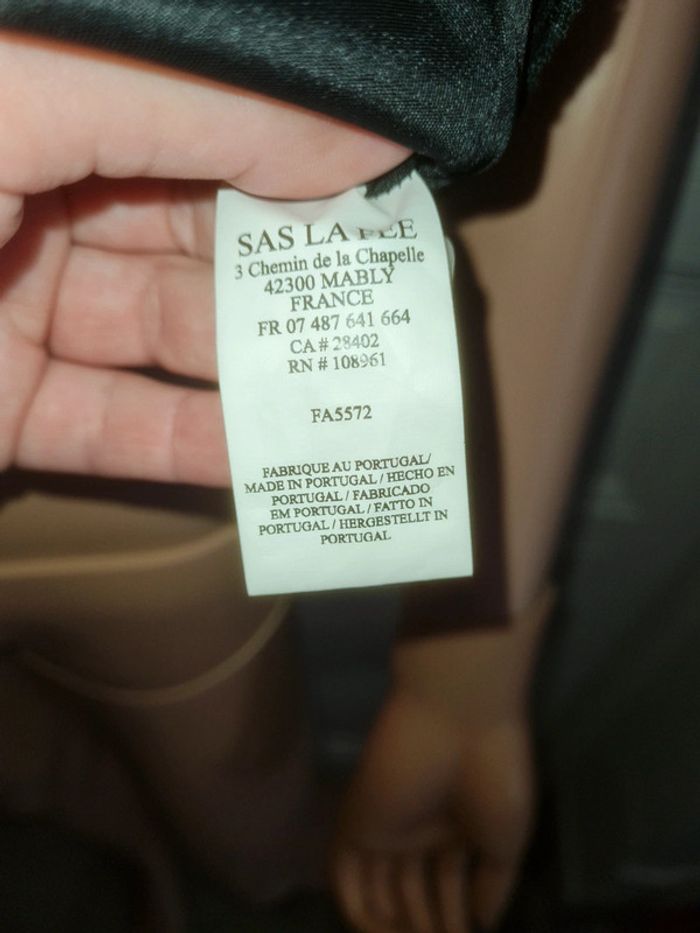 SAS LA FEE
3 Chemin de la Chapelle
42300 MABLY
FRANCE
FR 07 487 641 664
CA # 28402
RN # 108961
FA5572
FABRIQUE AU PORTUGAL/
MADE IN PORTUGAL / HECHO EN
PORTUGAL / FABRICADO
EM PORTUGAL / FATTO IN
PORTUGAL / HERGESTELLT IN
PORTUGAL